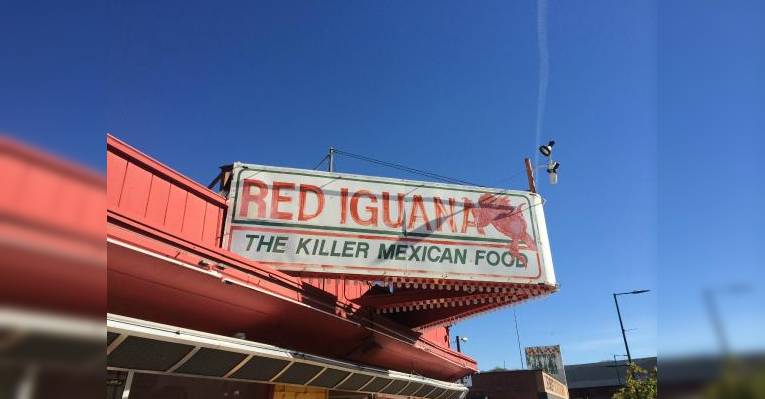 RED IGUANA
THE KILLER MEXICAN FOOD